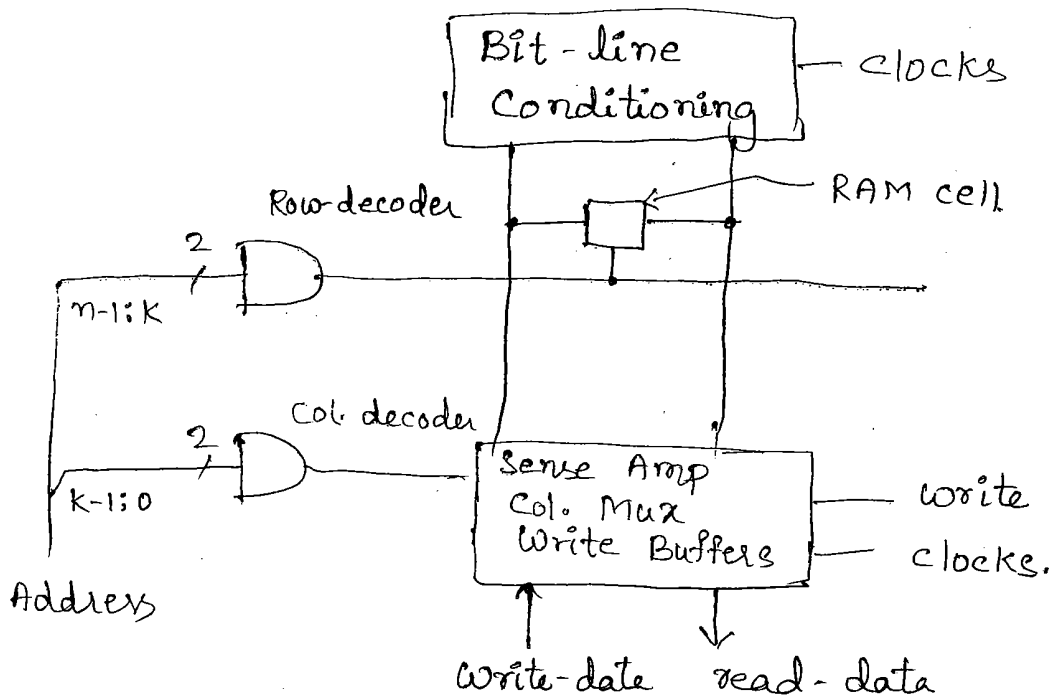 Bit-line
Conditioning
Clocks
RAM cell
Row-decoder
2
n-1:K
Col. decoder
2
K-1:0
Address
Sense Amp
Col. Mux
Write Buffers
write
clocks.
write-date
read-data